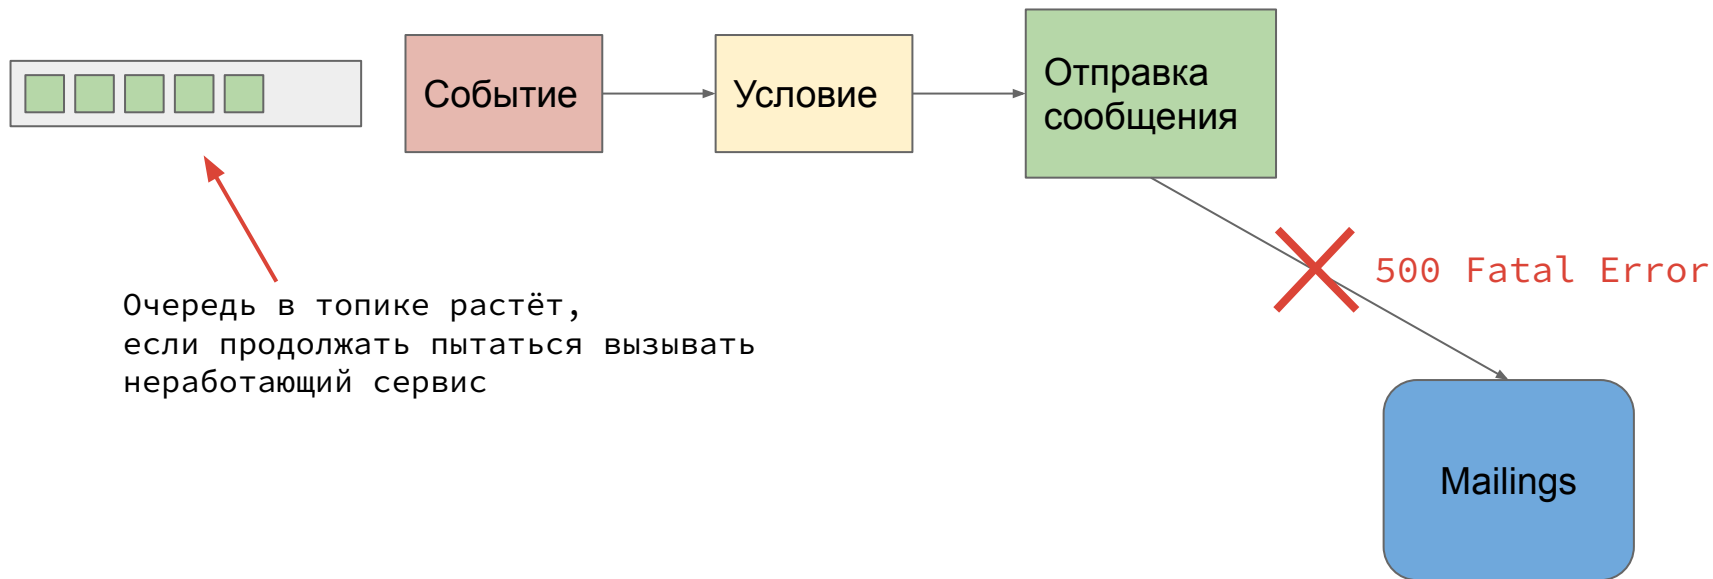 Событие
Условие
Отправка
сообщения
500 Fatal Error
Очередь в топике растёт,
если продолжать пытаться вызывать
неработающий сервис
Mailings